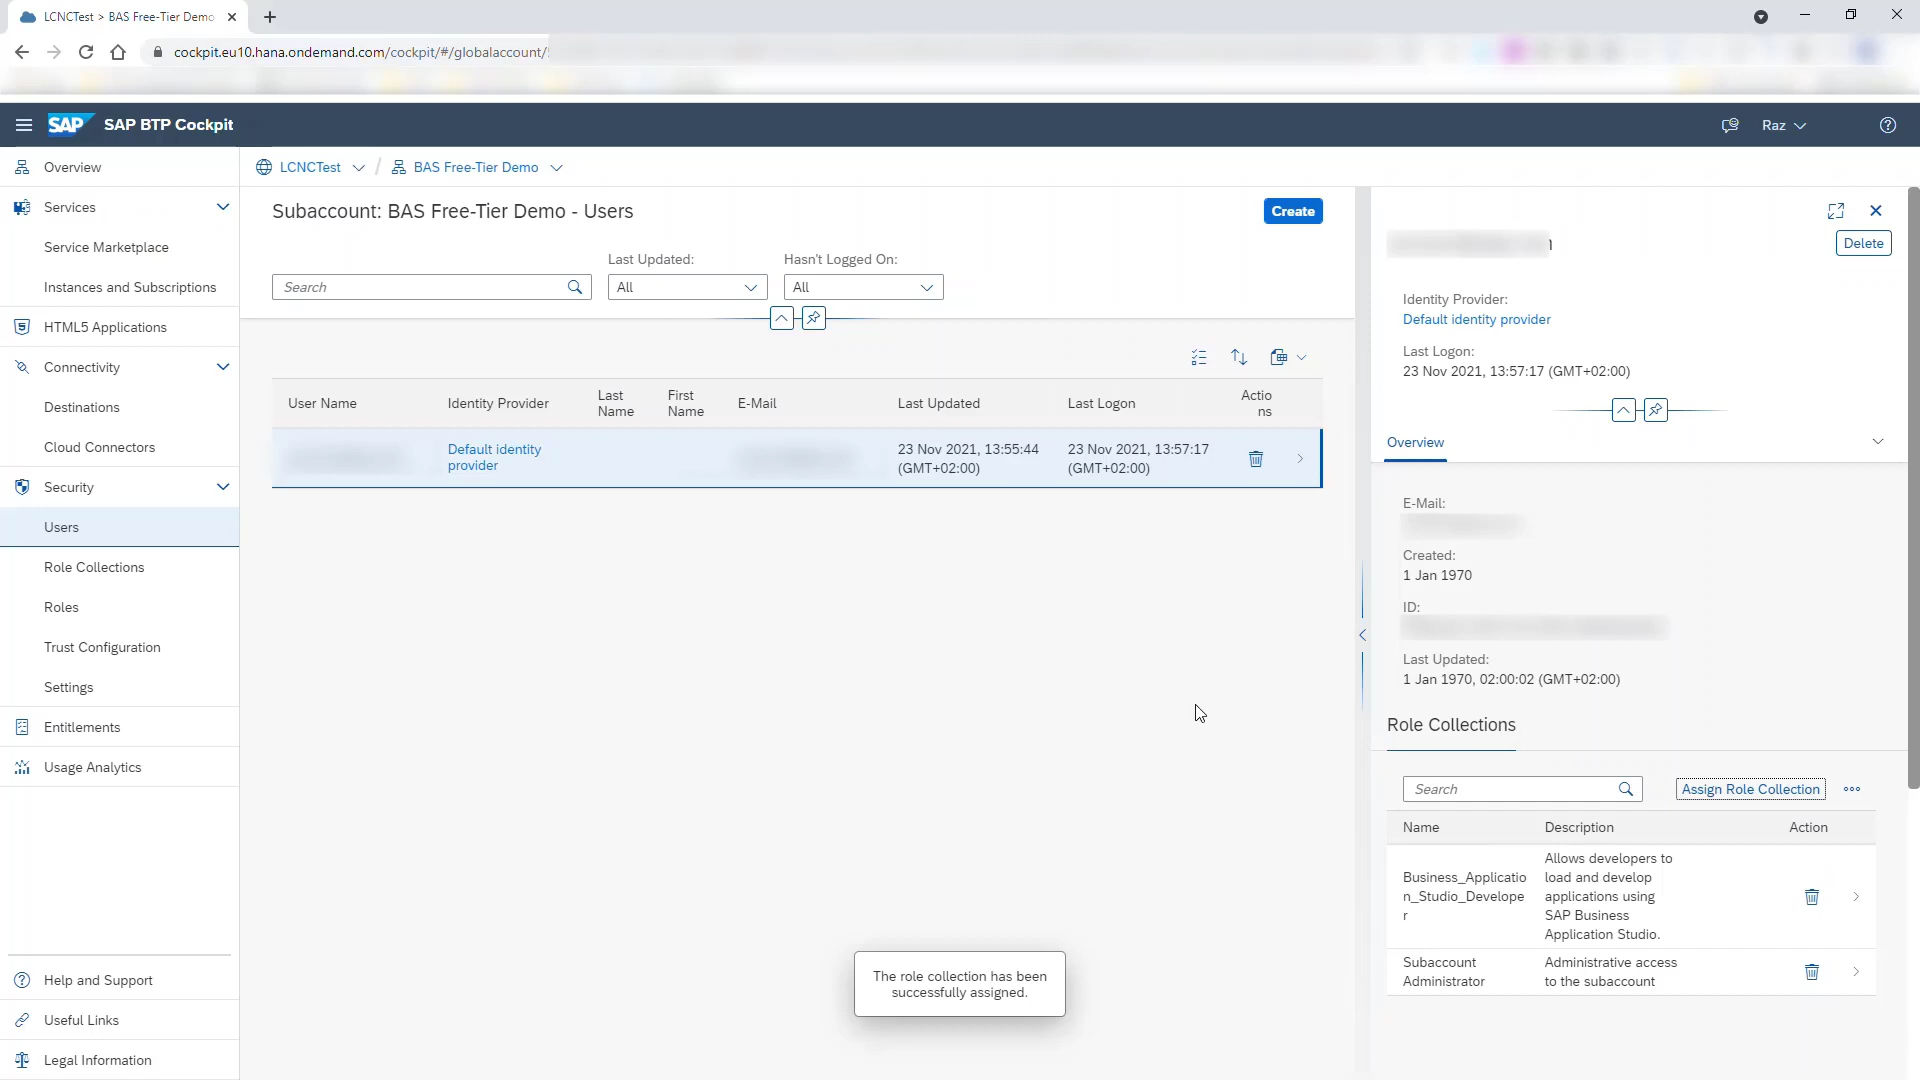 LCNCTest > BAS Free-Tier Demo
cockpit.eu10.hana.ondemand.com/cockpit/#/globalaccount/
SAP SAP BTP Cockpit
Raz
Overview
Services
Service Marketplace
Instances and Subscriptions
HTML5 Applications
Connectivity
Destinations
Cloud Connectors
Security
Users
Role Collections
Roles
Trust Configuration
Settings
Entitlements
Usage Analytics
Help and Support
Useful Links
Legal Information
LCNCTest / BAS Free-Tier Demo
Subaccount: BAS Free-Tier Demo - Users
Create
Last Updated: Hasn't Logged On:
Search All All
User Name Identity Provider Last Name First Name E-Mail Last Updated Last Logon Actio
ns
Default identity 23 Nov 2021, 13:55:44 23 Nov 2021, 13:57:17
provider (GMT+02:00) (GMT+02:00)
The role collection has been
successfully assigned.
Delete
Identity Provider:
Default identity provider
Last Logon:
23 Nov 2021, 13:57:17 (GMT+02:00)
Overview
E-Mail:
Created:
1 Jan 1970
ID:
Last Updated:
1 Jan 1970, 02:00:02 (GMT+02:00)
Role Collections
Search Assign Role Collection
Name Description Action
Business_Applicatio
n_Studio_Develope
r
Allows developers to
load and develop
applications using
SAP Business
Application Studio.
Subaccount
Administrator
Administrative access
to the subaccount